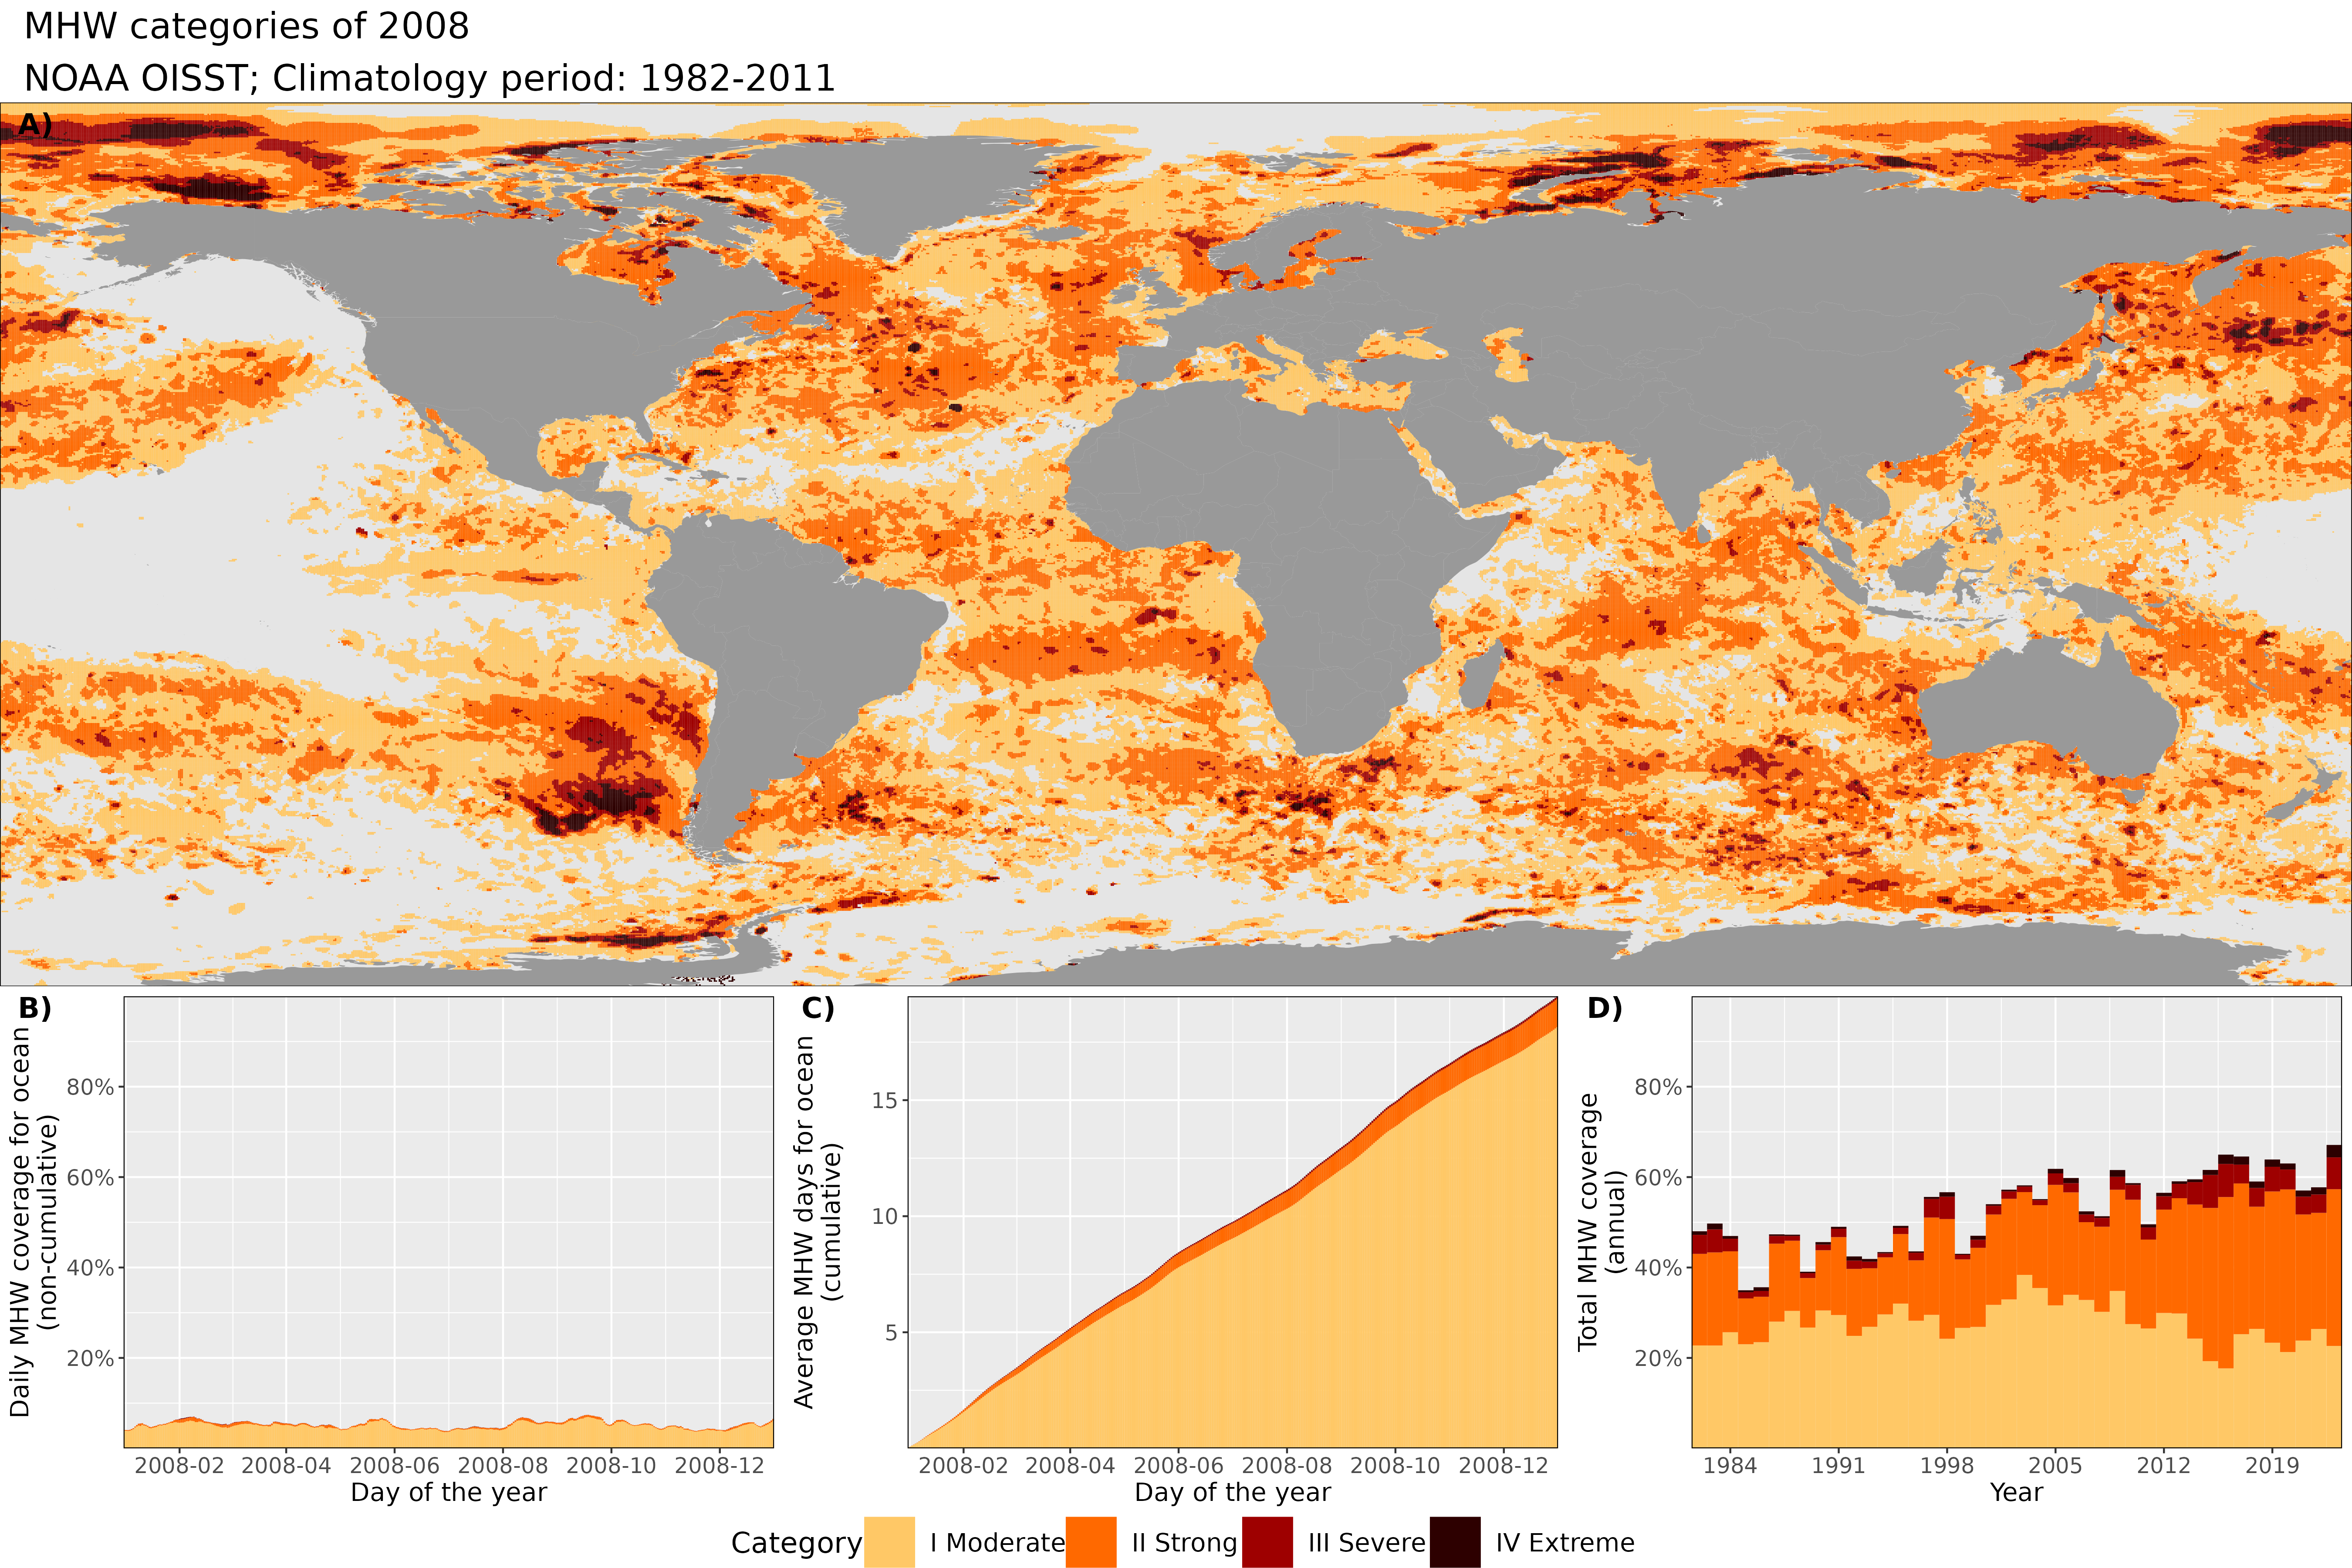 MHW categories of 2008
NOAA OISST; Climatology period: 1982-2011
A)
B)
Daily MHW coverage for ocean
(non-cumulative)
80%
60%
40%
20%
2008-02 2008-04 2008-06 2008-08 2008-10 2008-12
Day of the year
C)
Average MHW days for ocean
(cumulative)
15
10
5
2008-02 2008-04 2008-06 2008-08 2008-10 2008-12
Day of the year
D)
Total MHW coverage
(annual)
80%
60%
40%
20%
1984 1991 1998 2005 2012 2019
Year
Category I Moderate II Strong III Severe IV Extreme